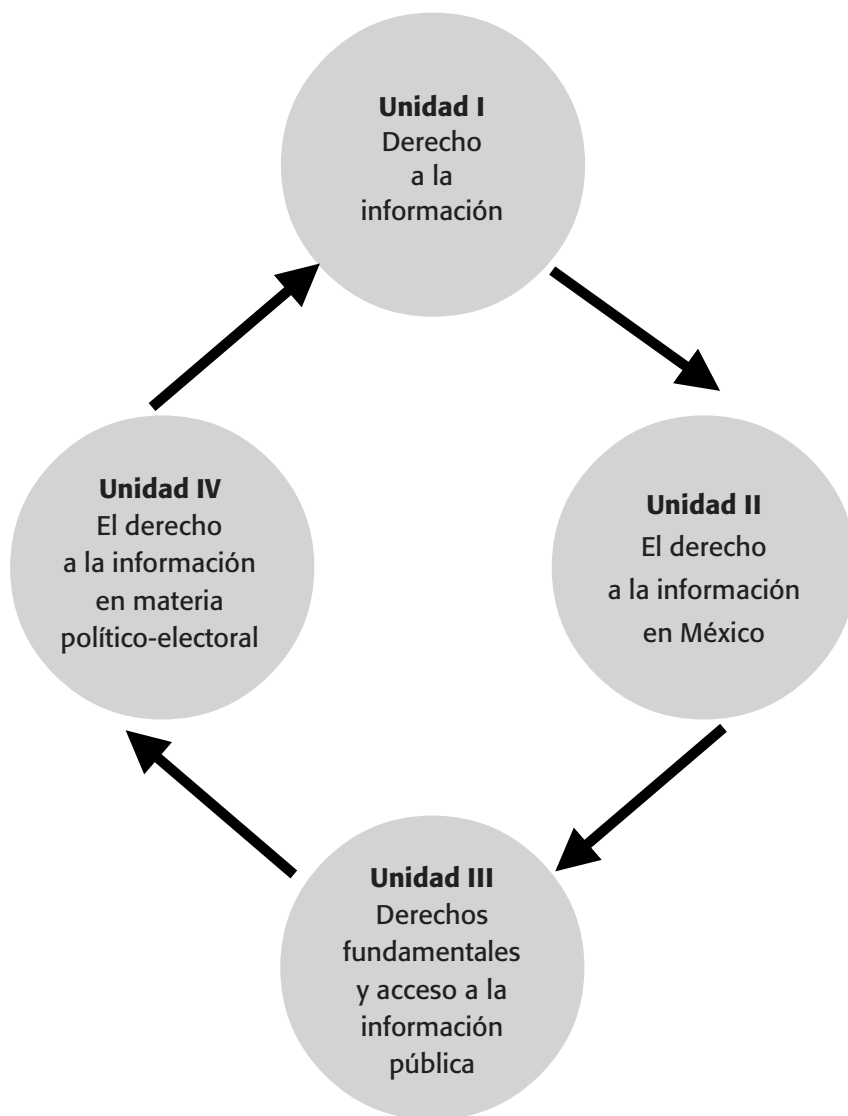 Unidad I
Derecho
a la
información
Unidad II
El derecho
a la información
en México
Unidad III
Derechos
fundamentales
y acceso a la
información
pública
Unidad IV
El derecho
a la información
en materia
político-electoral